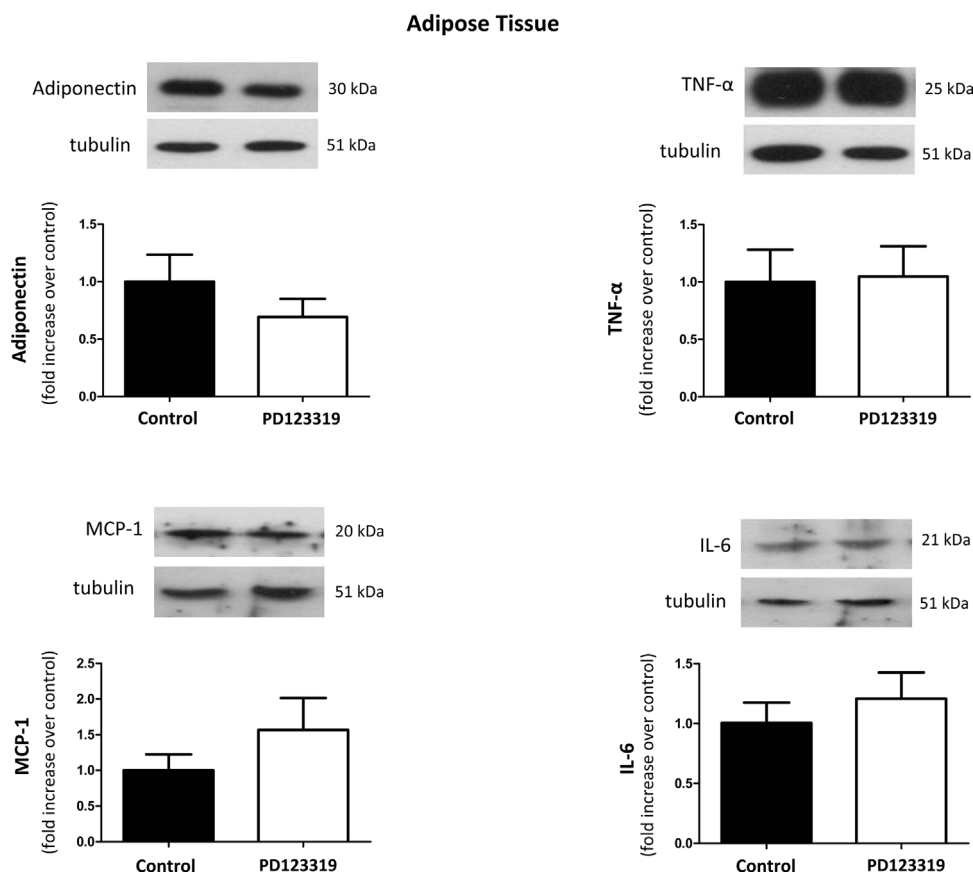 Adipose Tissue
Adiponectin
30 kDa
tubulin
51 kDa
Adiponectin
(fold increase over control)
1.5
1.0
0.5
0.0
Control
PD123319
TNF-α
25 kDa
tubulin
51 kDa
TNF-α
(fold increase over control)
1.5
1.0
0.5
0.0
Control
PD123319
MCP-1
20 kDa
tubulin
51 kDa
MCP-1
(fold increase over control)
2.5
2.0
1.5
1.0
0.5
0.0
Control
PD123319
IL-6
21 kDa
tubulin
51 kDa
IL-6
(fold increase over control)
1.5
1.0
0.5
0.0
Control
PD123319